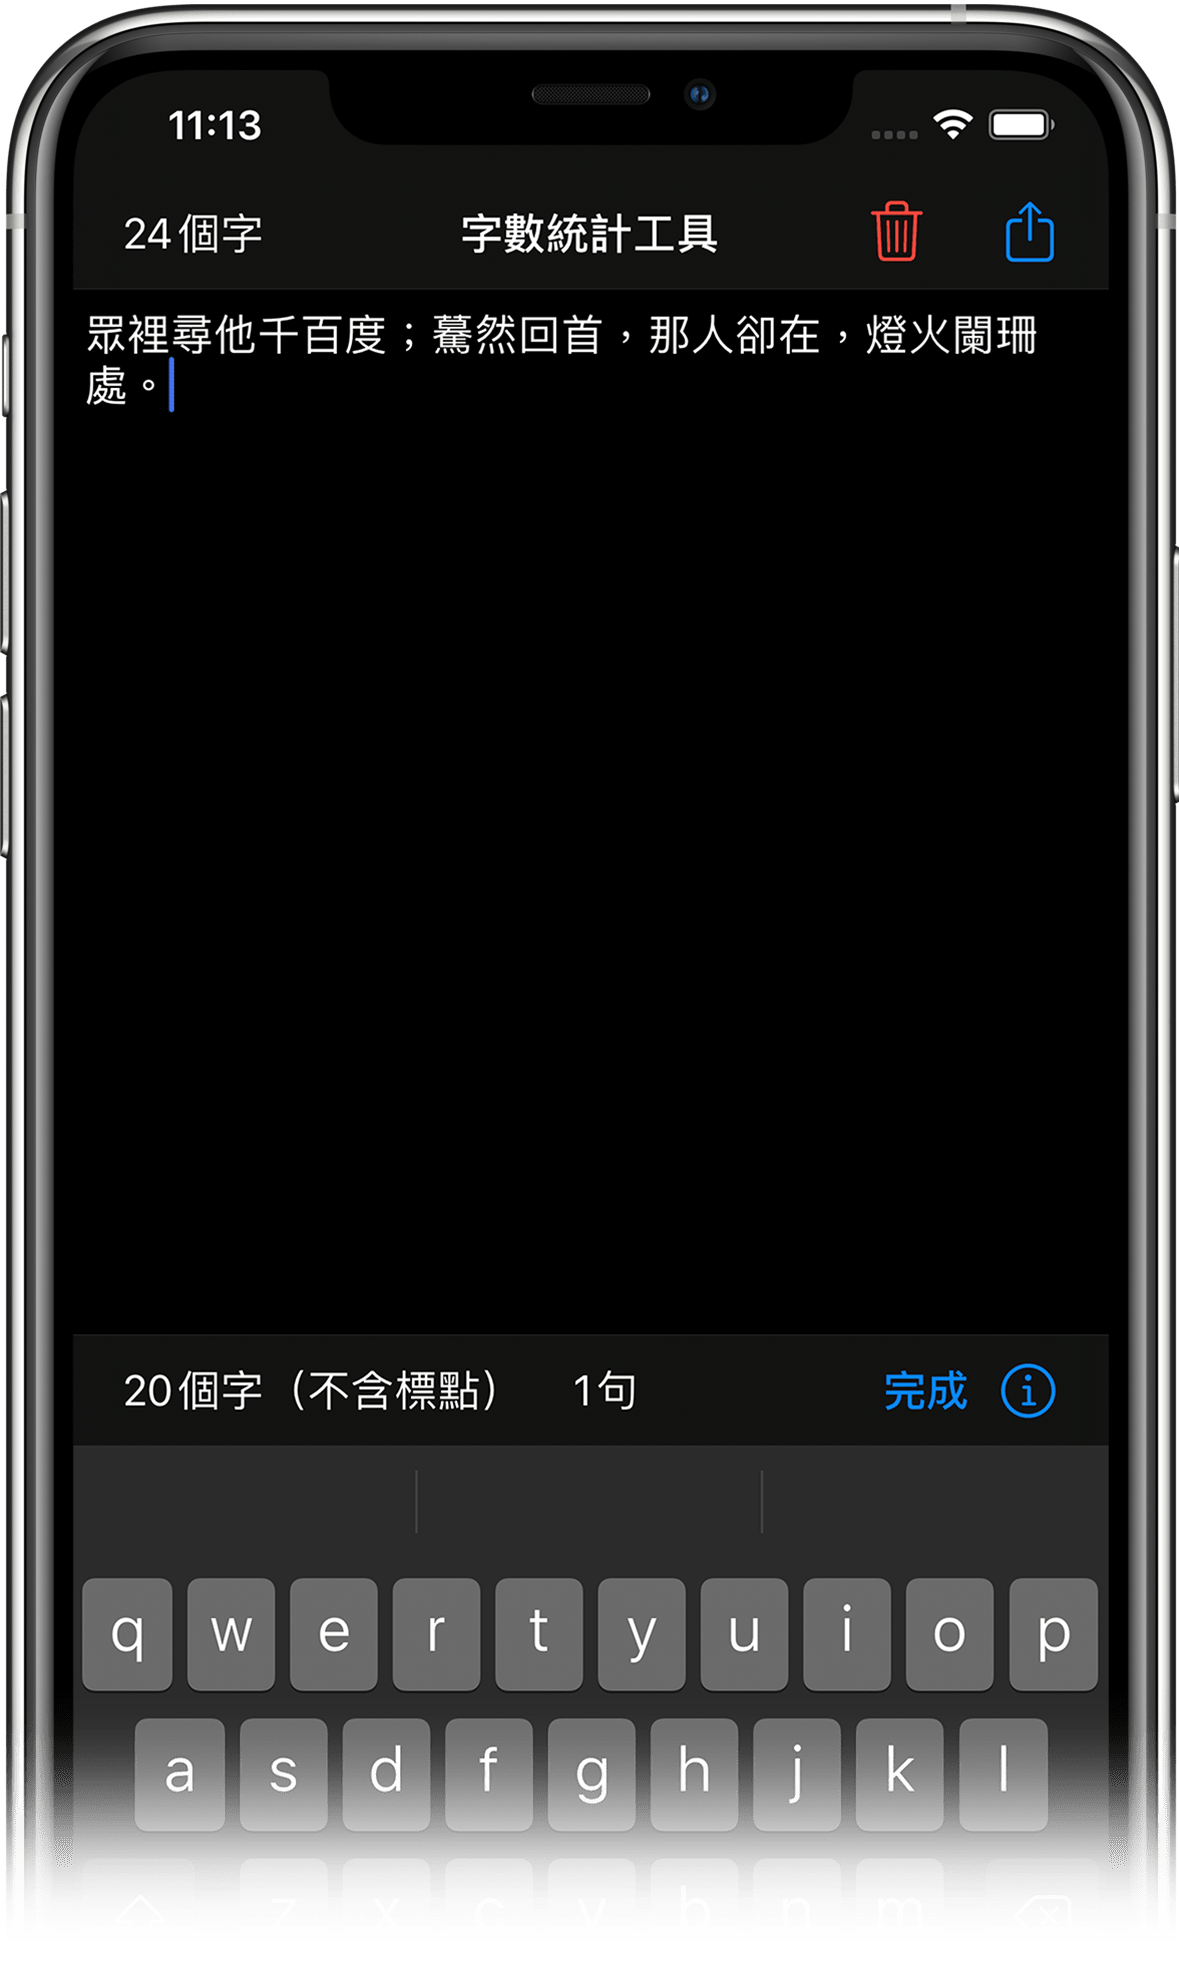 11:13
24個字 字數統計工具
眾裡尋他千百度；驀然回首，那人卻在，燈火闌珊
處。
20個字（不含標點） 1句 完成
q w e r t y u i o p
a s d f g h j k l
z x c v b n m